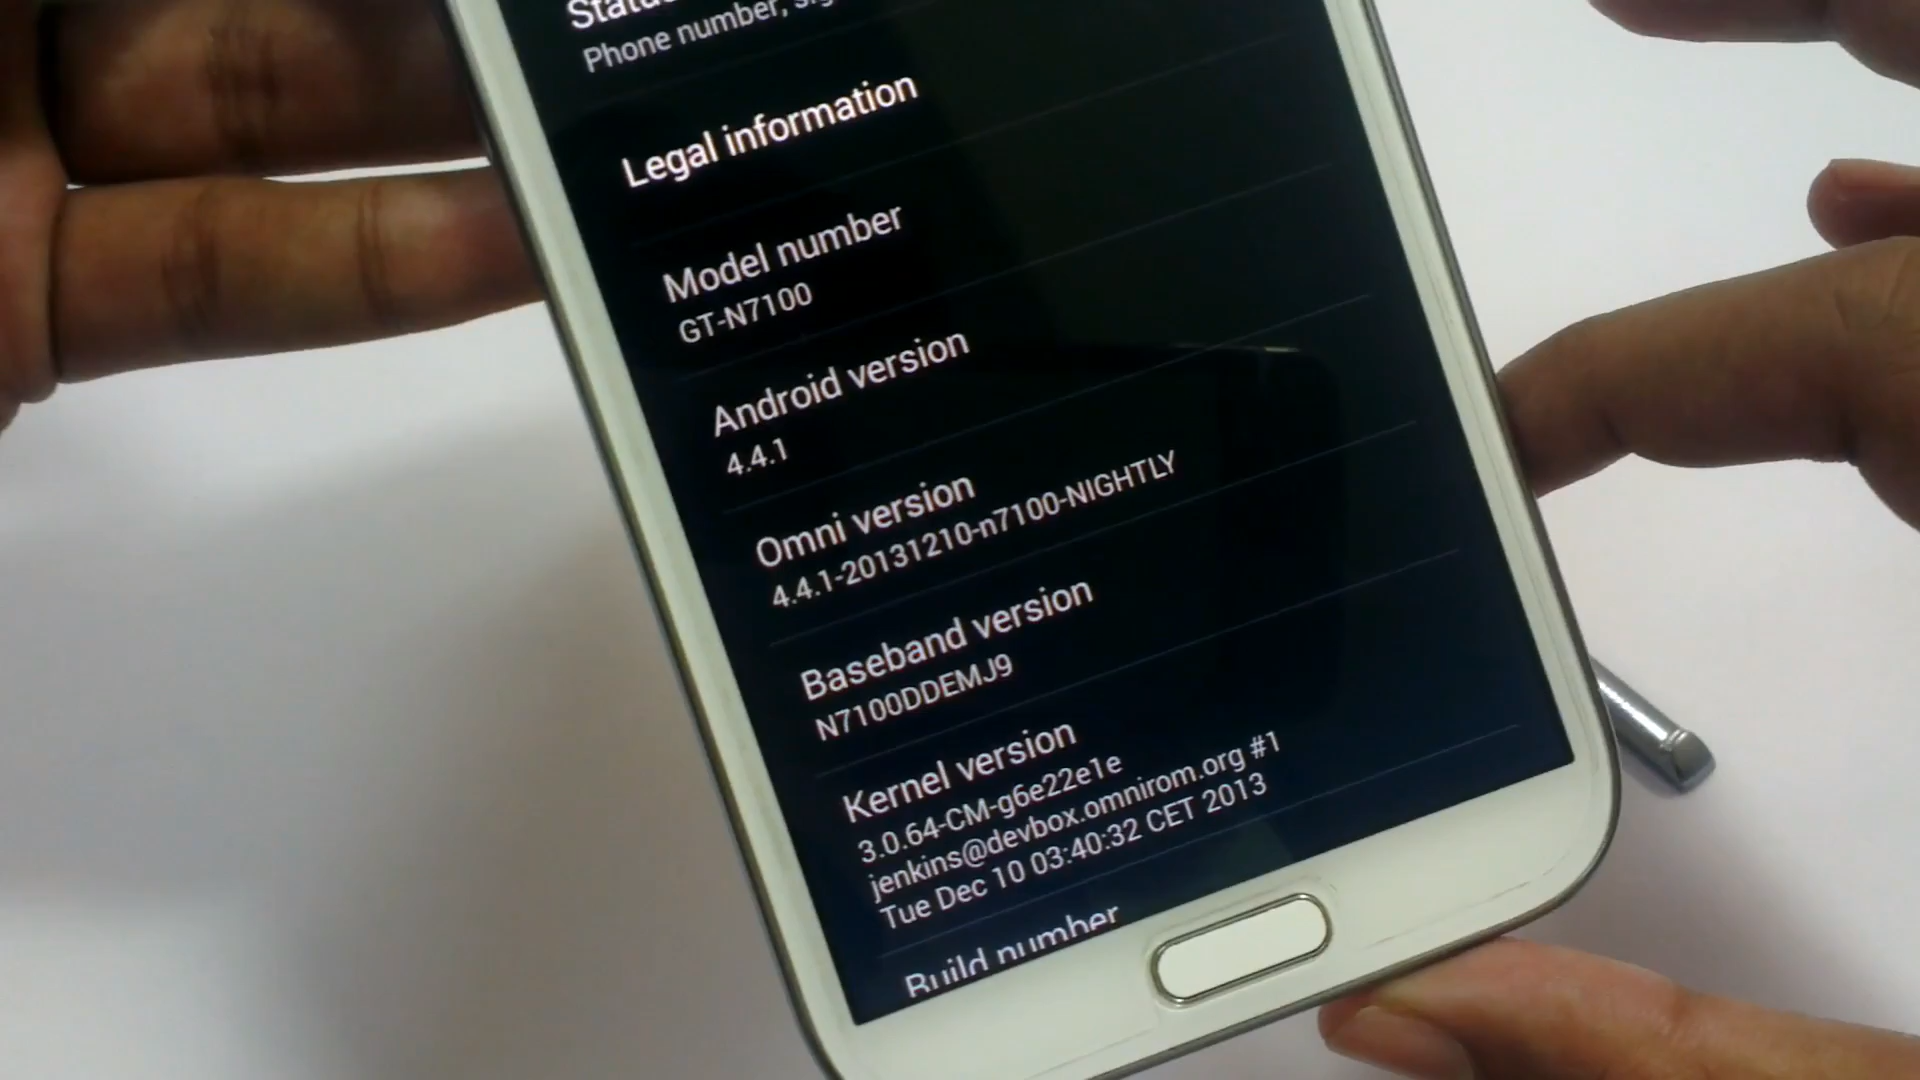 Phone number,
Legal information
Model number
GT-N7100
Android version
4.4.1
Omni version
4.4.1-20131210-n7100-NIGHTLY
Baseband version
N7100DDEMJ9
Kernel version
3.0.64-CM-g6e22e1e
jenkins@devbox.omnirom.org #1
Tue Dec 10 03:40:32 CET 2013
Build number